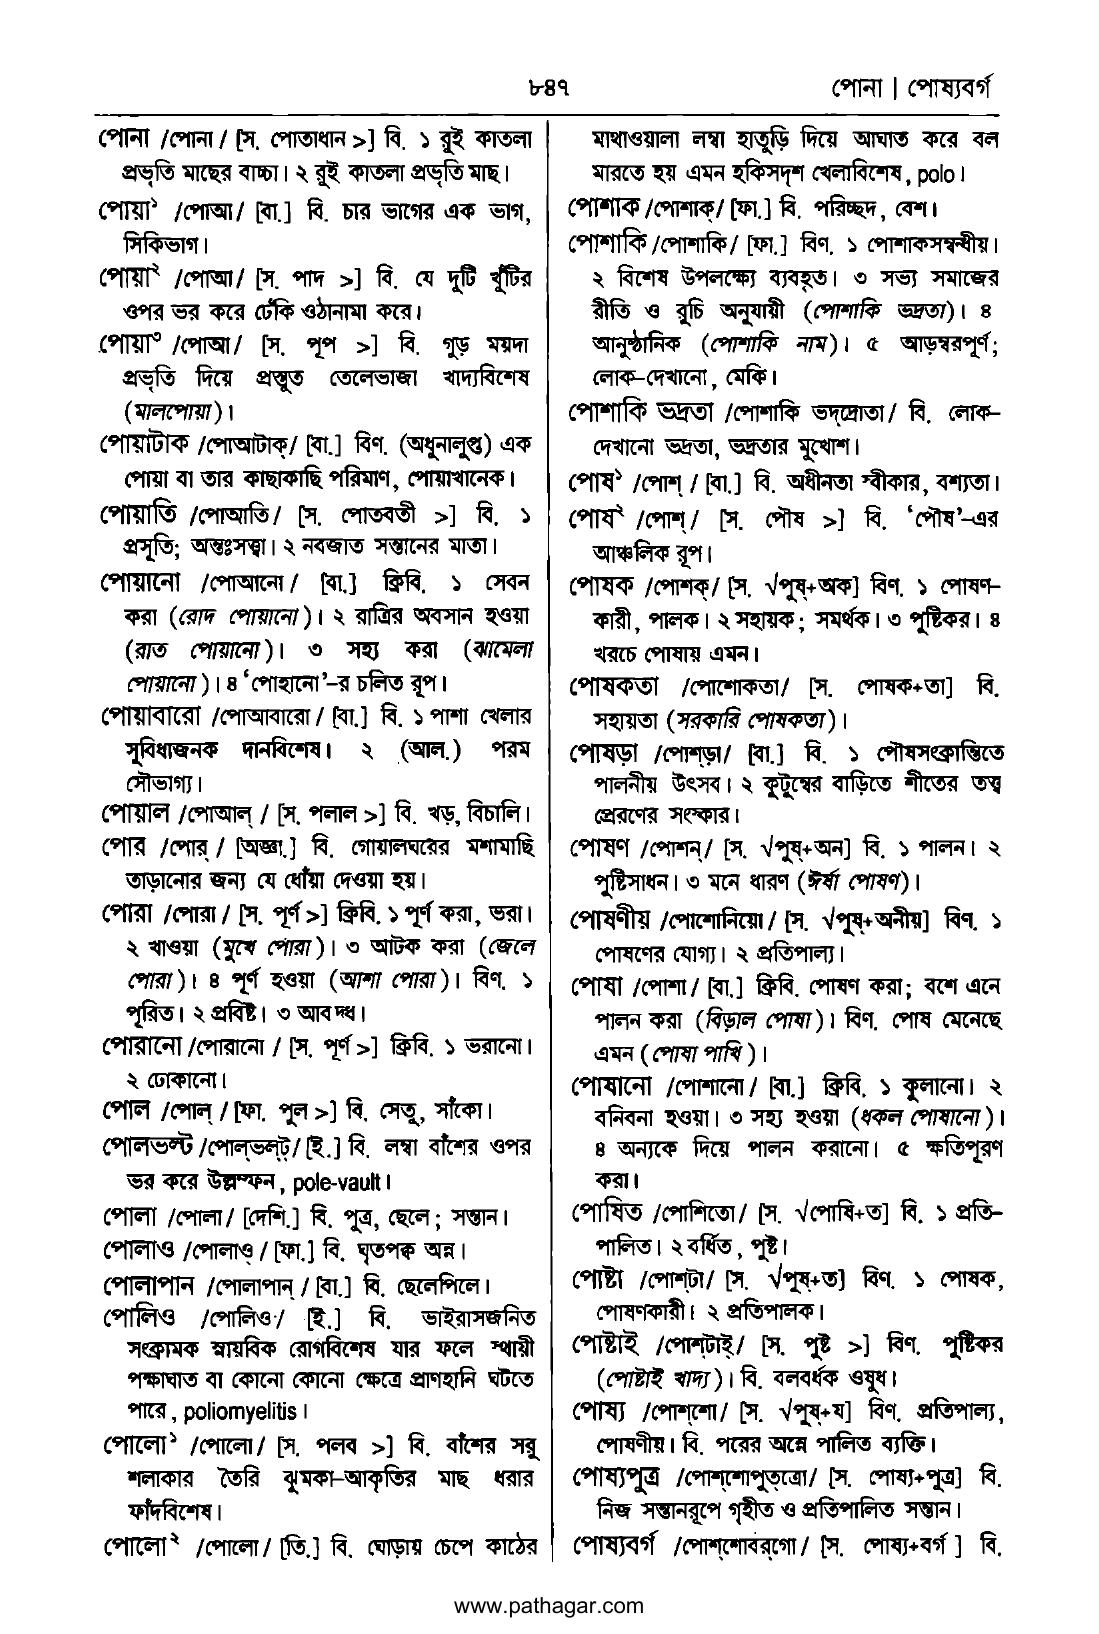 ৮৪৭
পোনা | পোষ্যবর্গ
পোনা /পোনা / [স. পোতাধান >] বি. ১ রুই কাতলা
প্রভৃতি মাছের বাচ্চা। ২ রুই কাতলা প্রভৃতি মাছ।
পোয়া১ /পোআ/ [বা.] বি. চার ভাগের এক ভাগ,
সিকিভাগ।
পোয়া২ /পোআ/ [স. পাদ >] বি. যে দুটি খুঁটির
ওপর ভর করে ঢেঁকি ওঠানামা করে।
পোয়া৩ /পোআ/ [স. পূপ >] বি. গুড় ময়দা
প্রভৃতি দিয়ে প্রস্তুত তেলেভাজা খাদ্যবিশেষ
(মালপোয়া)।
পোয়াটাক /পোআটাক্/ [বা.] বিণ. (অধুনালুপ্ত) এক
পোয়া বা তার কাছাকাছি পরিমাণ, পোয়াখানেক।
পোয়াতি /পোআতি/ [স. পোতবতী >] বি. ১
প্রসূতি; অন্তঃসত্ত্বা। ২ নবজাত সন্তানের মাতা।
পোয়ানো /পোআনো/ [বা.] ক্রিবি. ১ সেবন
করা (রোদ পোয়ানো)। ২ রাত্রির অবসান হওয়া
(রাত পোয়ানো)। ৩ সহ্য করা (ঝামেলা
পোয়ানো)। ৪ ‘পোহানো’-র চলিত রূপ।
পোয়াবারো /পোআবারো/ [বা.] বি. ১ পাশা খেলার
সুবিধাজনক দানবিশেষ। ২ (আল.) পরম
সৌভাগ্য।
পোয়াল /পোআল্ / [স. পলাল >] বি. খড়, বিচালি।
পোর /পোর্ / [অজ্ঞা.] বি. গোয়ালঘরের মশামাছি
তাড়ানোর জন্য যে ধোঁয়া দেওয়া হয়।
পোরা /পোরা / [স. পূর্ণ >] ক্রিবি. ১ পূর্ণ করা, ভরা।
২ খাওয়া (মুখে পোরা)। ৩ আটক করা (জেলে
পোরা)। ৪ পূর্ণ হওয়া (আশা পোরা)। বিণ. ১
পূরিত। ২ প্রবিষ্ট। ৩ আবদ্ধ।
পোরানো /পোরানো / [স. পূর্ণ >] ক্রিবি. ১ ভরানো।
২ ঢোকানো।
পোল /পোল্ / [ফা. পুল >] বি. সেতু, সাঁকো।
পোলভল্ট /পোল্ভল্ট্/ [ই.] বি. লম্বা বাঁশের ওপর
ভর করে উল্লম্ফন, pole-vault।
পোলা /পোলা/ [দেশি.] বি. পুত্র, ছেলে; সন্তান।
পোলাও /পোলাও্ / [ফা.] বি. ঘৃতপক্ব অন্ন।
পোলাপান /পোলাপান্ / [বা.] বি. ছেলেপিলে।
পোলিও /পোলিও/ [ই.] বি. ভাইরাসজনিত
সংক্রামক স্নায়বিক রোগবিশেষ যার ফলে স্থায়ী
পক্ষাঘাত বা কোনো কোনো ক্ষেত্রে প্রাণহানি ঘটতে
পারে, poliomyelitis।
পোলো১ /পোলো/ [স. পলব >] বি. বাঁশের সরু
শলাকার তৈরি ঝুমকা-আকৃতির মাছ ধরার
ফাঁদবিশেষ।
পোলো২ /পোলো/ [তি.] বি. ঘোড়ায় চেপে কাঠের
মাথাওয়ালা লম্বা হাতুড়ি দিয়ে আঘাত করে বল
মারতে হয় এমন হকিসদৃশ খেলাবিশেষ, polo।
পোশাক /পোশাক্/ [ফা.] বি. পরিচ্ছদ, বেশ।
পোশাকি /পোশাকি/ [ফা.] বিণ. ১ পোশাকসম্বন্ধীয়।
২ বিশেষ উপলক্ষ্যে ব্যবহৃত। ৩ সভ্য সমাজের
রীতি ও রুচি অনুযায়ী (পোশাকি ভদ্রতা)। ৪
আনুষ্ঠানিক (পোশাকি নাম)। ৫ আড়ম্বরপূর্ণ;
লোক-দেখানো, মেকি।
পোশাকি ভদ্রতা /পোশাকি ভদ্দ্রোতা/ বি. লোক-
দেখানো ভদ্রতা, ভদ্রতার মুখোশ।
পোষ১ /পোশ্ / [বা.] বি. অধীনতা স্বীকার, বশ্যতা।
পোষ২ /পোশ্/ [স. পৌষ >] বি. ‘পৌষ’-এর
আঞ্চলিক রূপ।
পোষক /পোশক্/ [স. √পুষ্+অক] বিণ. ১ পোষণ-
কারী, পালক। ২ সহায়ক; সমর্থক। ৩ পুষ্টিকর। ৪
খরচে পোষায় এমন।
পোষকতা /পোশোকতা/ [স. পোষক+তা] বি.
সহায়তা (সরকারি পোষকতা)।
পোষড়া /পোশ্ড়া/ [বা.] বি. ১ পৌষসংক্রান্তিতে
পালনীয় উৎসব। ২ কুটুম্বের বাড়িতে শীতের তত্ত্ব
প্রেরণের সংস্কার।
পোষণ /পোশন্/ [স. √পুষ্+অন] বি. ১ পালন। ২
পুষ্টিসাধন। ৩ মনে ধারণ (ঈর্ষা পোষণ)।
পোষণীয় /পোশোনিয়ো/ [স. √পুষ্+অনীয়] বিণ. ১
পোষণের যোগ্য। ২ প্রতিপাল্য।
পোষা /পোশা/ [বা.] ক্রিবি. পোষণ করা; বশে এনে
পালন করা (বিড়াল পোষা)। বিণ. পোষ মেনেছে
এমন (পোষা পাখি)।
পোষানো /পোশানো/ [বা.] ক্রিবি. ১ কুলানো। ২
বনিবনা হওয়া। ৩ সহ্য হওয়া (ধকল পোষানো)।
৪ অন্যকে দিয়ে পালন করানো। ৫ ক্ষতিপূরণ
করা।
পোষিত /পোশিতো/ [স. √পোষি+ত] বি. ১ প্রতি-
পালিত। ২ বর্ধিত, পুষ্ট।
পোষ্টা /পোশ্টা/ [স. √পুষ্+তৃ] বিণ. ১ পোষক,
পোষণকারী। ২ প্রতিপালক।
পোষ্টাই /পোশ্টাই্/ [স. পুষ্ট >] বিণ. পুষ্টিকর
(পোষ্টাই খাদ্য)। বি. বলবর্ধক ওষুধ।
পোষ্য /পোশ্শো/ [স. √পুষ্+য] বিণ. প্রতিপাল্য,
পোষণীয়। বি. পরের অন্নে পালিত ব্যক্তি।
পোষ্যপুত্র /পোশ্শোপুত্ত্রো/ [স. পোষ্য+পুত্র] বি.
নিজ সন্তানরূপে গৃহীত ও প্রতিপালিত সন্তান।
পোষ্যবর্গ /পোশ্শোবর্গো/ [স. পোষ্য+বর্গ ] বি.
www.pathagar.com